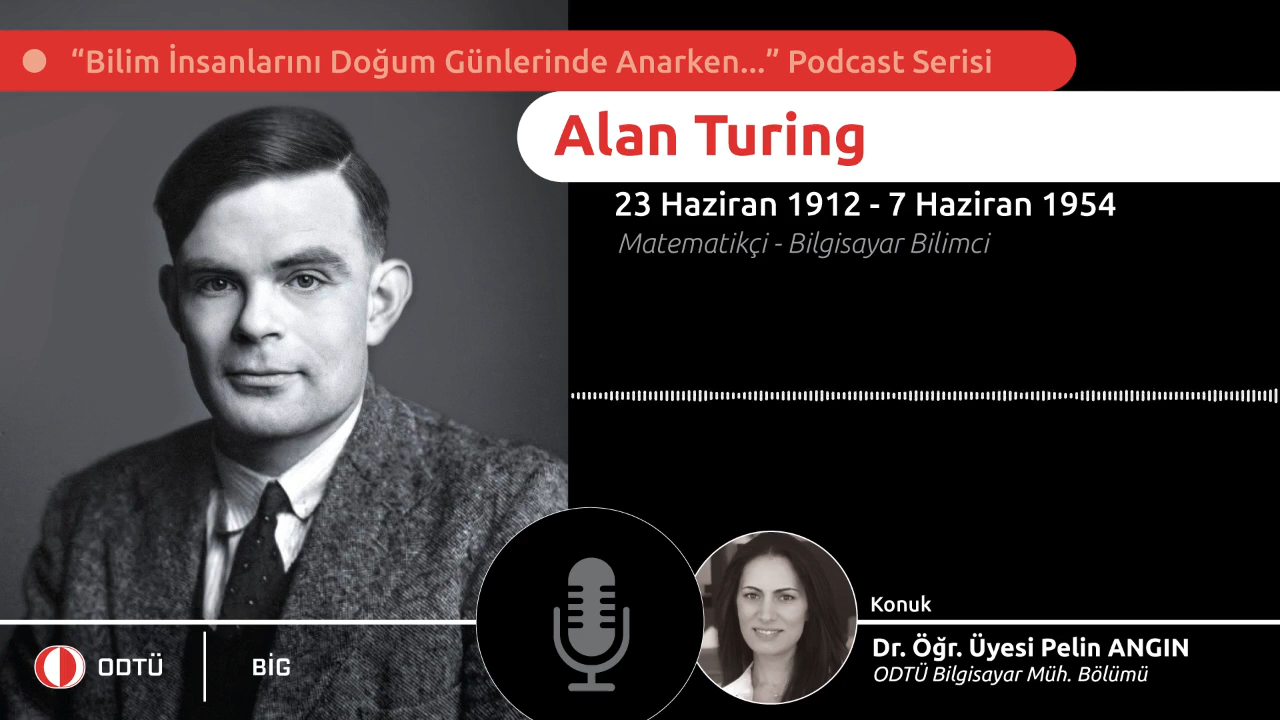 “Bilim İnsanlarını Doğum Günlerinde Anarken...” Podcast Serisi
Alan Turing
23 Haziran 1912 - 7 Haziran 1954
Matematikçi - Bilgisayar Bilimci
Konuk
Dr. Öğr. Üyesi Pelin ANGIN
ODTÜ Bilgisayar Müh. Bölümü
ODTÜ
BİG